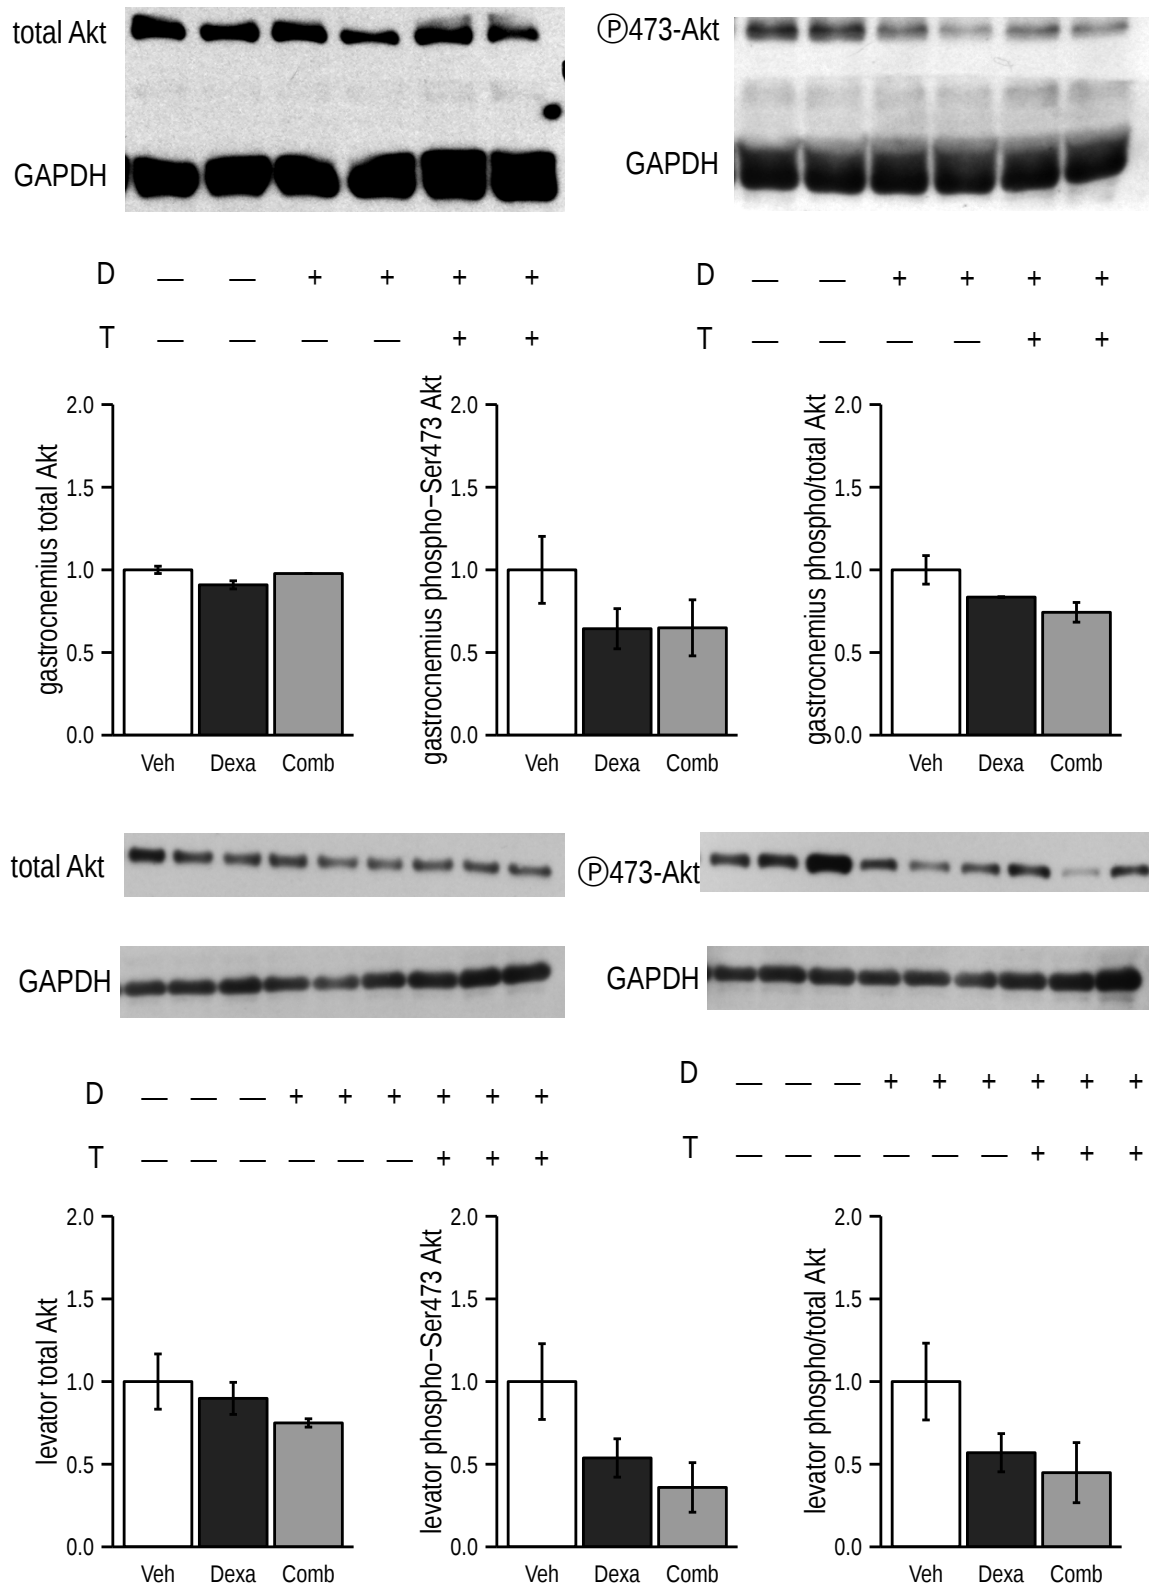 total Akt
Ⓟ473-Akt
GAPDH
GAPDH
D — — + + + +
D — — + + + +
T — — — — + +
T — — — — + +
gastrocnemius total Akt
2.0
1.5
1.0
0.5
0.0
Veh Dexa Comb
gastrocnemius phospho−Ser473 Akt
2.0
1.5
1.0
0.5
0.0
Veh Dexa Comb
gastrocnemius phospho/total Akt
2.0
1.5
1.0
0.5
0.0
Veh Dexa Comb
total Akt
Ⓟ473-Akt
GAPDH
GAPDH
D — — — + + + + + +
D — — — + + + + + +
T — — — — — — + + +
T — — — — — — + + +
levator total Akt
2.0
1.5
1.0
0.5
0.0
Veh Dexa Comb
levator phospho−Ser473 Akt
2.0
1.5
1.0
0.5
0.0
Veh Dexa Comb
levator phospho/total Akt
2.0
1.5
1.0
0.5
0.0
Veh Dexa Comb